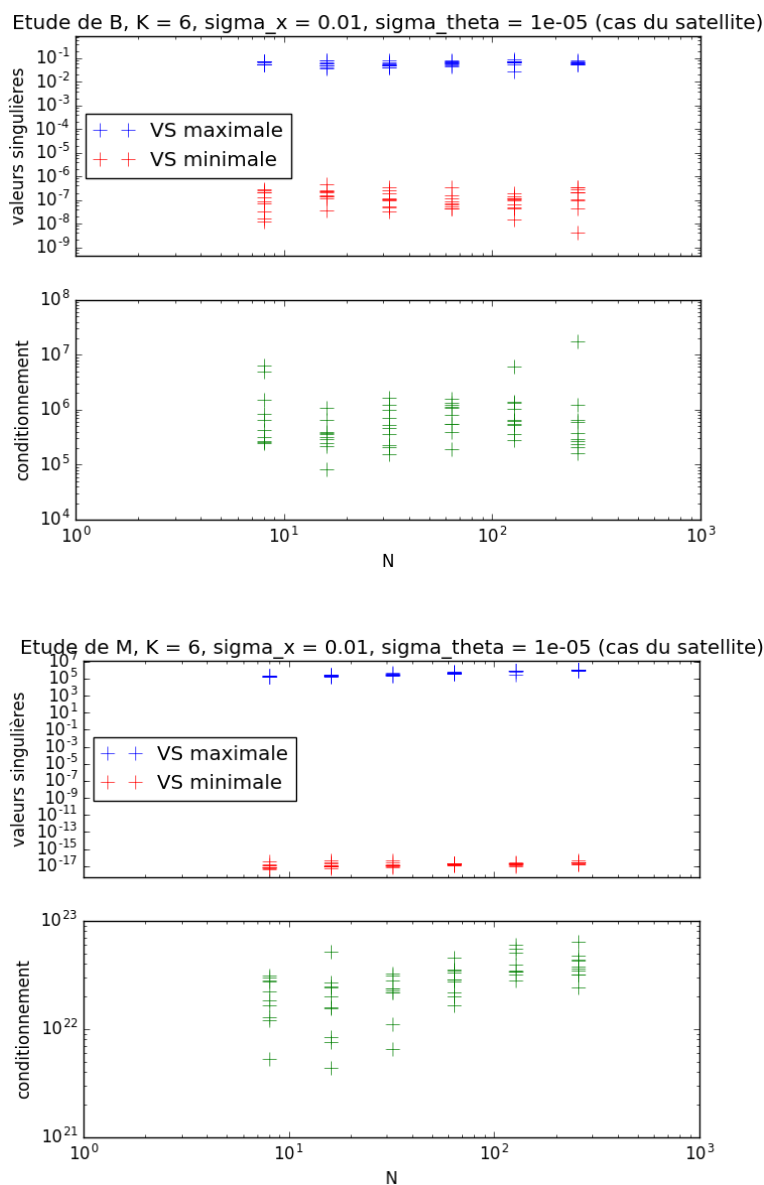 Etude de B, K = 6, sigma_x = 0.01, sigma_theta = 1e-05 (cas du satellite)
valeurs singulières
10^-1
10^-2
10^-3
10^-4
10^-5
10^-6
10^-7
10^-8
10^-9
VS maximale
VS minimale
conditionnement
10^8
10^7
10^6
10^5
10^4
10^0 10^1 10^2 10^3
N
Etude de M, K = 6, sigma_x = 0.01, sigma_theta = 1e-05 (cas du satellite)
valeurs singulières
10^7
10^5
10^3
10^1
10^-1
10^-3
10^-5
10^-7
10^-9
10^-11
10^-13
10^-15
10^-17
VS maximale
VS minimale
conditionnement
10^23
10^22
10^21
10^0 10^1 10^2 10^3
N